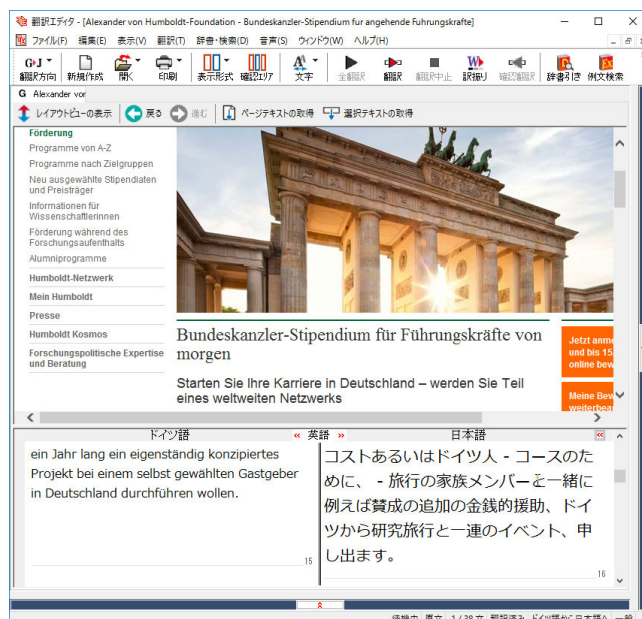 翻訳エディタ - [Alexander von Humboldt-Foundation - Bundeskanzler-Stipendium fur angehende Fuhrungskrafte]
ファイル(F) 編集(E) 表示(V) 翻訳(T) 辞書・検索(D) 音声(S) ウィンドウ(W) ヘルプ(H)
G›J
翻訳方向 新規作成 開く 印刷 表示形式 確認エリア 文字 全翻訳 翻訳 翻訳中止 訳振り 確認翻訳 辞書引き 例文検索
G Alexander vor
レイアウトビューの表示 戻る 進む ページテキストの取得 選択テキストの取得
Förderung
Programme von A-Z
Programme nach Zielgruppen
Neu ausgewählte Stipendiaten
und Preisträger
Informationen für
Wissenschaftlerinnen
Förderung während des
Forschungsaufenthalts
Alumniprogramme
Humboldt-Netzwerk
Mein Humboldt
Presse
Humboldt Kosmos
Forschungspolitische Expertise
und Beratung
Bundeskanzler-Stipendium für Führungskräfte von
morgen
Starten Sie Ihre Karriere in Deutschland – werden Sie Teil
eines weltweiten Netzwerks
Jetzt anme
und bis 15.
online bew
Meine Bew
weiterbear
ドイツ語 « 英語 » 日本語 «
ein Jahr lang ein eigenständig konzipiertes
Projekt bei einem selbst gewählten Gastgeber
in Deutschland durchführen wollen.
15
コストあるいはドイツ人 - コースのた
めに、 - 旅行の家族メンバーと一緒に
例えば賛成の追加の金銭的援助、ドイ
ツから研究旅行と一連のイベント、申
し出ます。
16